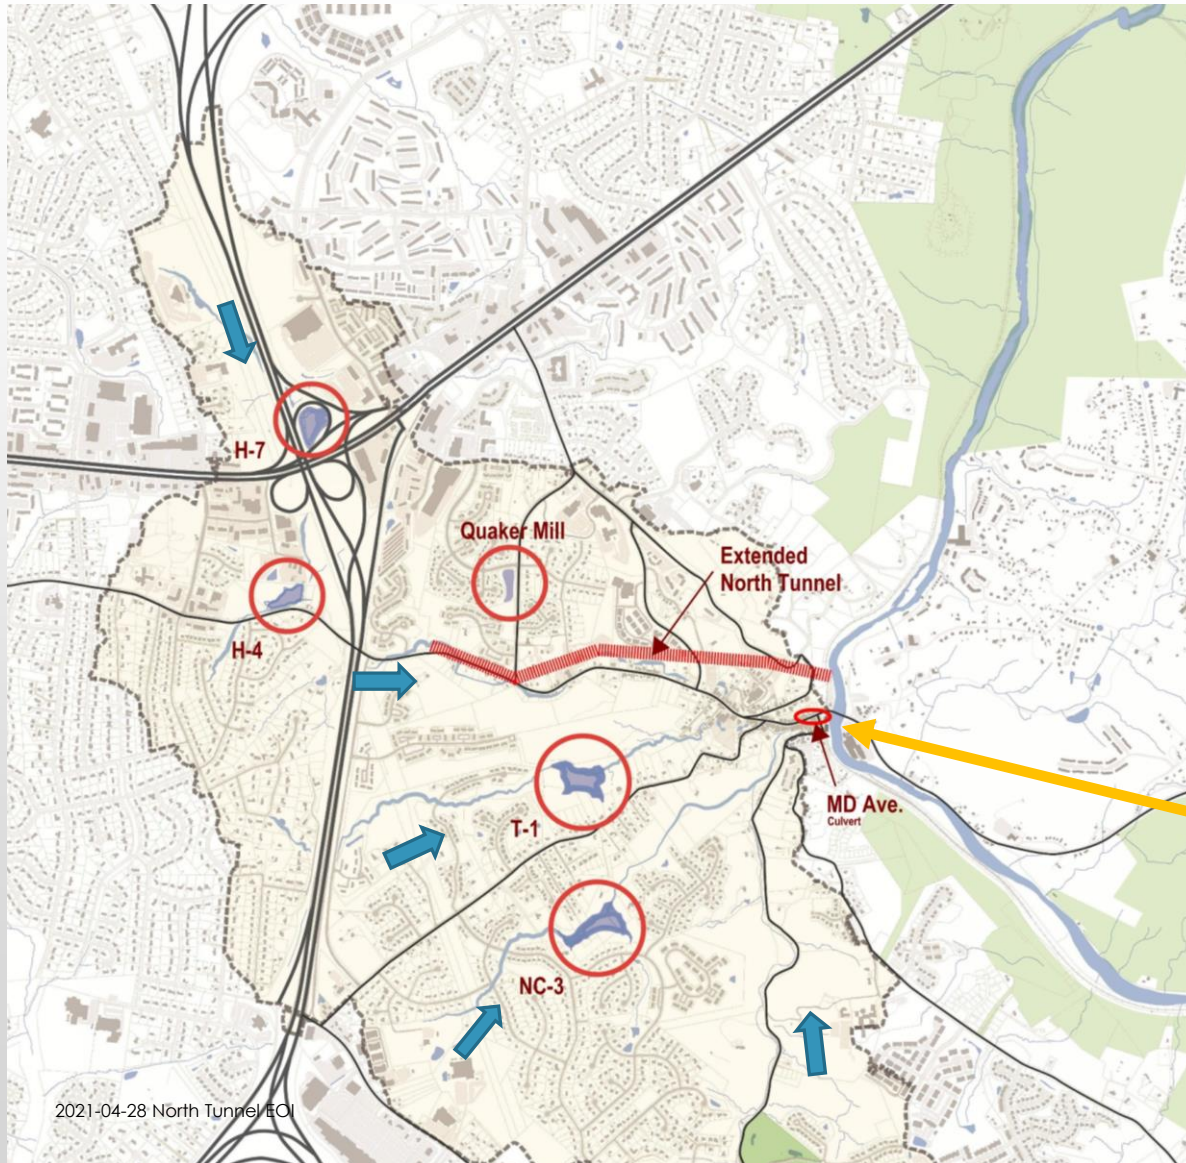 H-7
Quaker Mill
Extended
North Tunnel
H-4
MD Ave.
Culvert
T-1
NC-3
2021-04-28 North Tunnel EOI